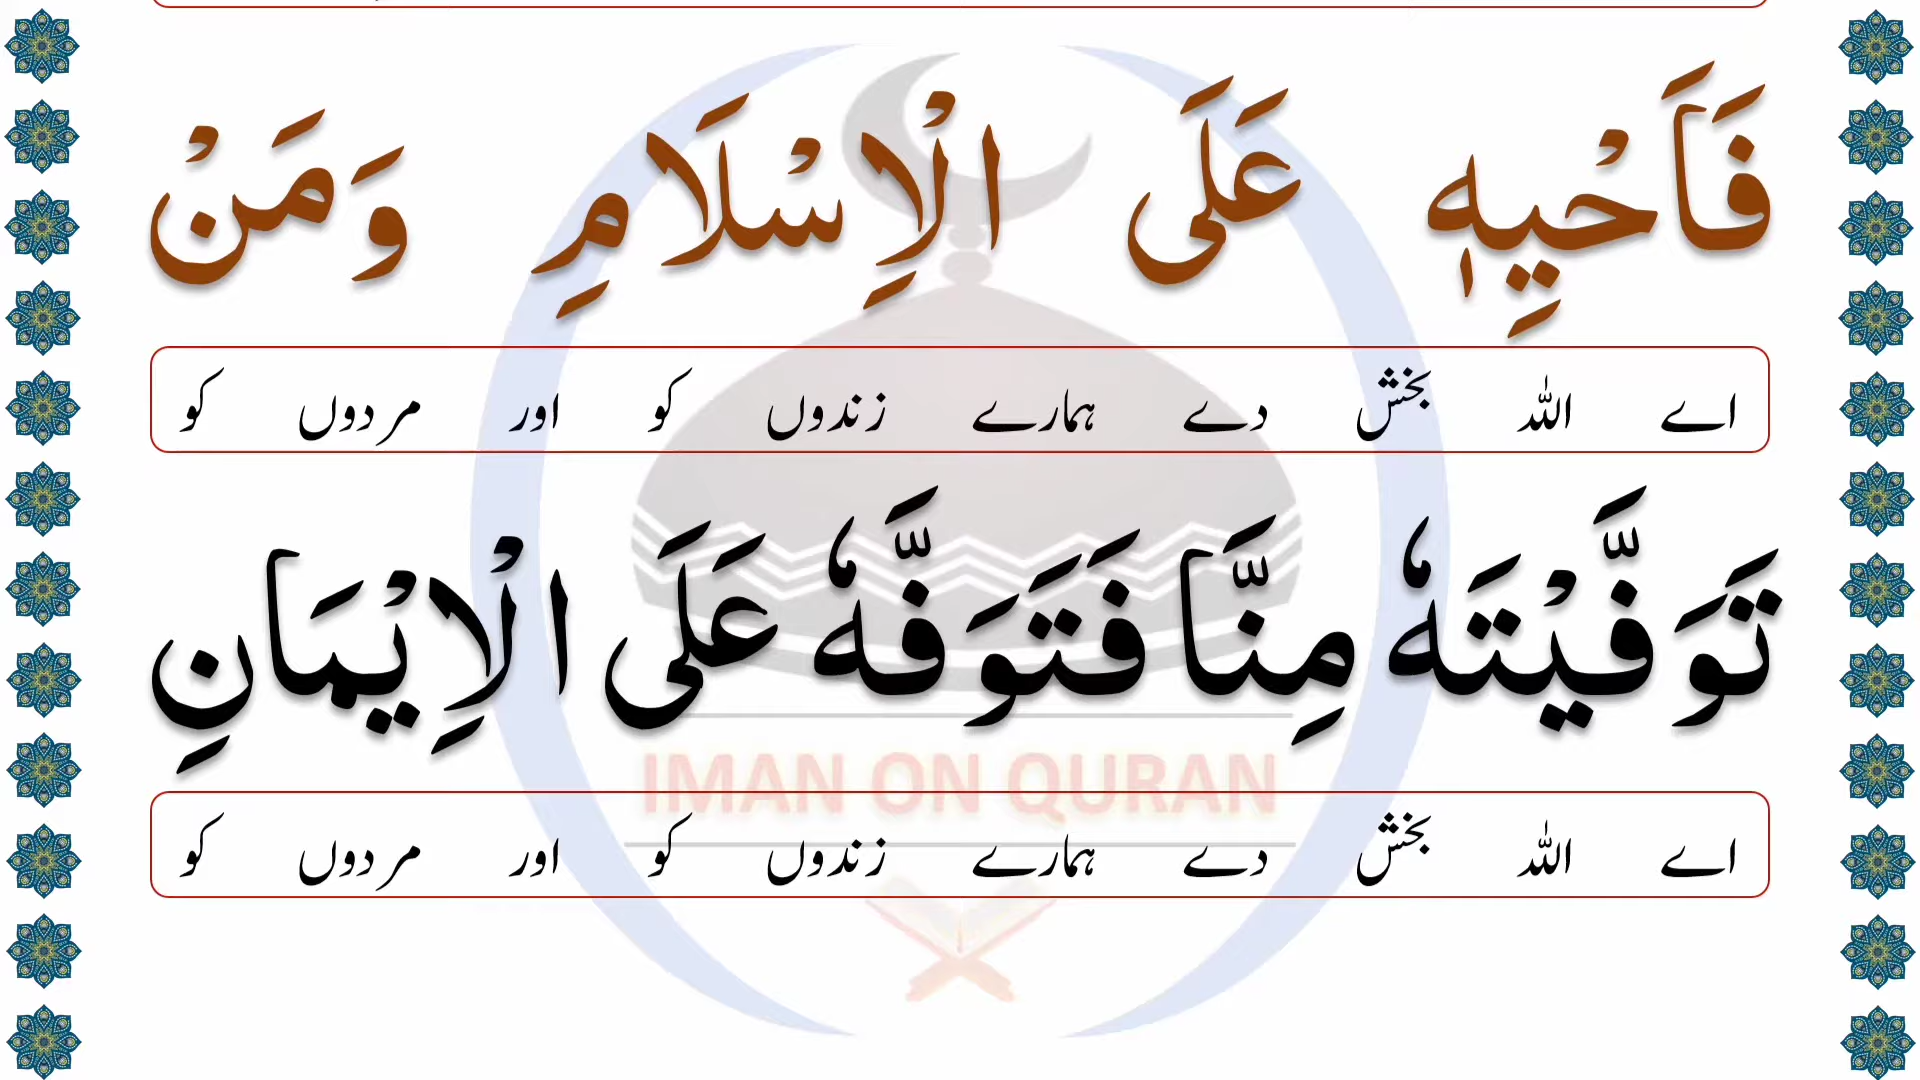 فَاَحْیِهٖ عَلَی الْاِسْلَامِ وَمَنْ
اے اللہ بخش دے ہمارے زندوں کو اور مردوں کو
تَوَفَّیْتَهٗ مِنَّا فَتَوَفَّهٗ عَلَی الْاِیْمَانِ
IMAN ON QURAN
اے اللہ بخش دے ہمارے زندوں کو اور مردوں کو